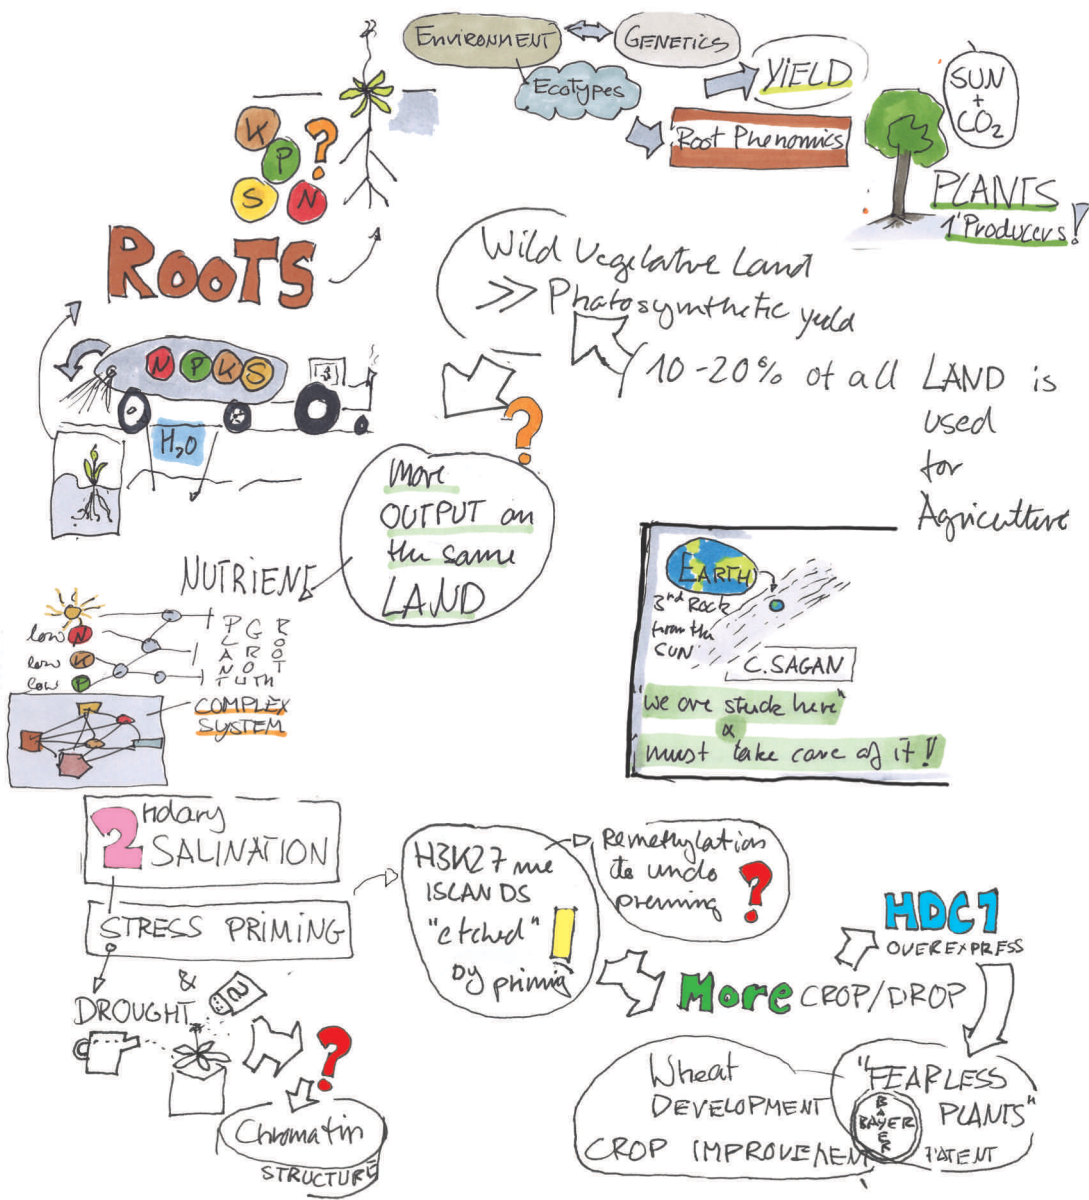 ENVIRONMENT
GENETICS
Ecotypes
YIELD
Root Phenomics
SUN
+
CO2
PLANTS
1' Producers!
K
P
?
S
N
ROOTS
Wild Vegelative Land
>> Photosynthetic yield
10-20% of all LAND is
used
for
Agriculture
N P K S
H2O
?
More
OUTPUT on
the same
LAND
NUTRIENT
low N
low K
low P
PLANT
GROUTH
ROOT
COMPLEX
SYSTEM
EARTH
3rd Rock
from the
SUN
C. SAGAN
"We are stuck here"
&
must take care of it!
2ndary
SALINATION
STRESS PRIMING
&
DROUGHT
?
Chromatin
STRUCTURE
H3K27 me
ISLANDS
"etched"
by priming
Remethylation
to undo
priming
?
HDC1
OVEREXPRESS
More CROP/DROP
Wheat
DEVELOPMENT
CROP IMPROVEMENT
"FEARLESS
PLANTS"
BAYER
BAYER
PATENT